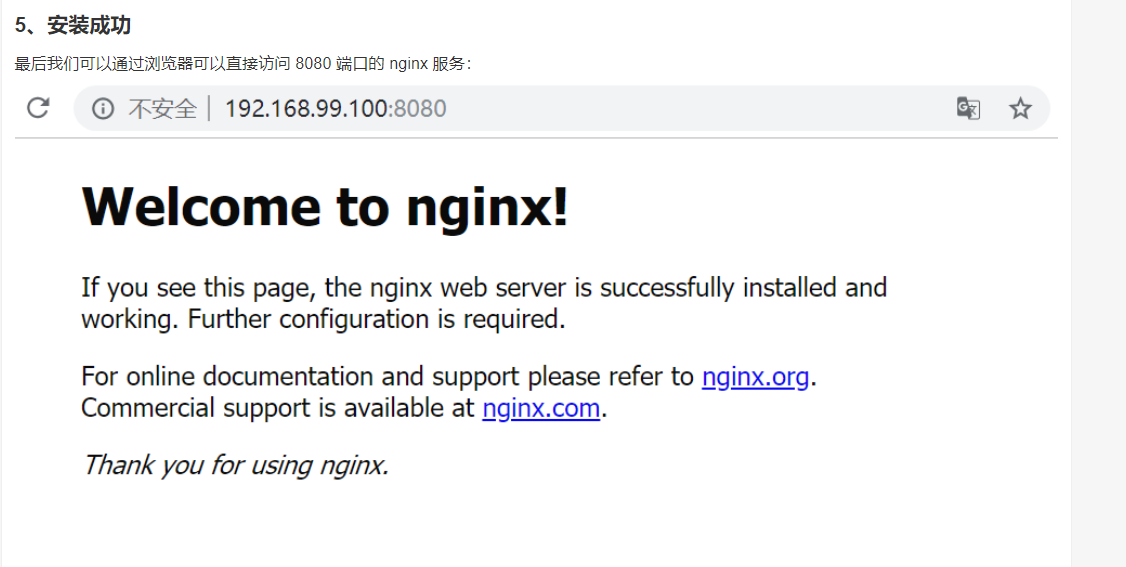 5、安装成功
最后我们可以通过浏览器可以直接访问 8080 端口的 nginx 服务：
不安全 | 192.168.99.100:8080
Welcome to nginx!
If you see this page, the nginx web server is successfully installed and
working. Further configuration is required.
For online documentation and support please refer to nginx.org.
Commercial support is available at nginx.com.
Thank you for using nginx.